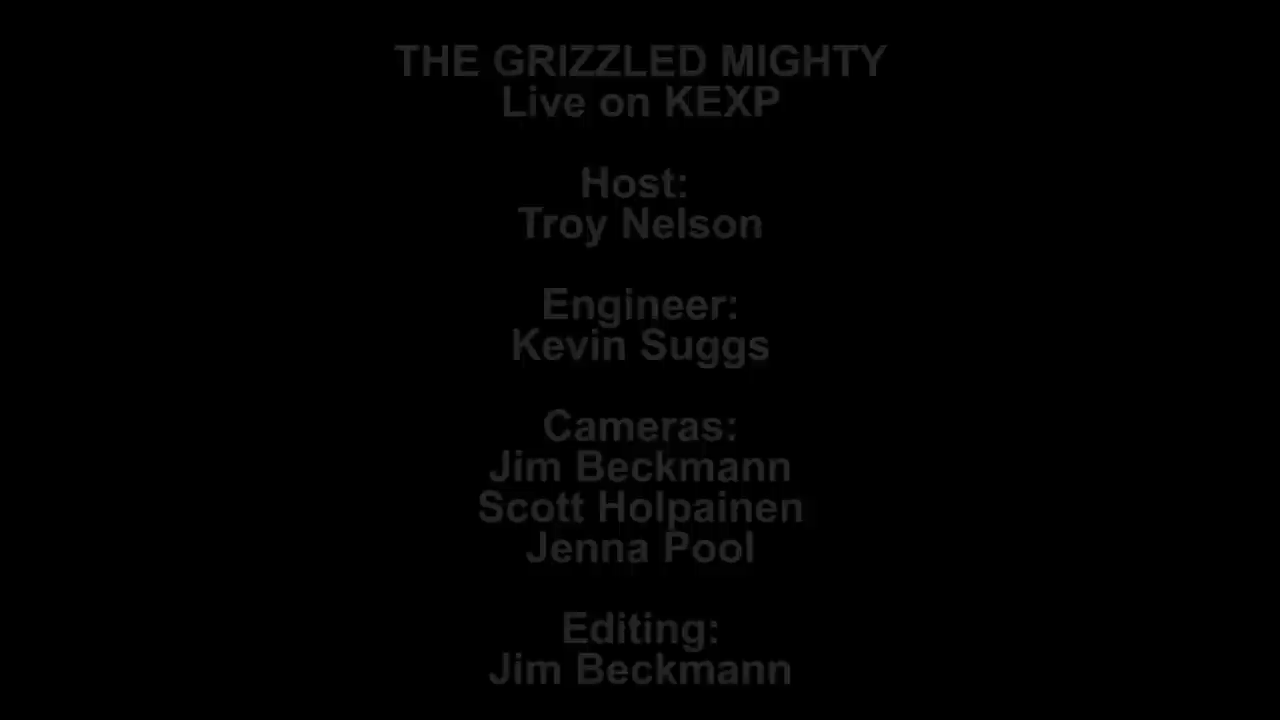 THE GRIZZLED MIGHTY
Live on KEXP
Host:
Troy Nelson
Engineer:
Kevin Suggs
Cameras:
Jim Beckmann
Scott Holpainen
Jenna Pool
Editing:
Jim Beckmann